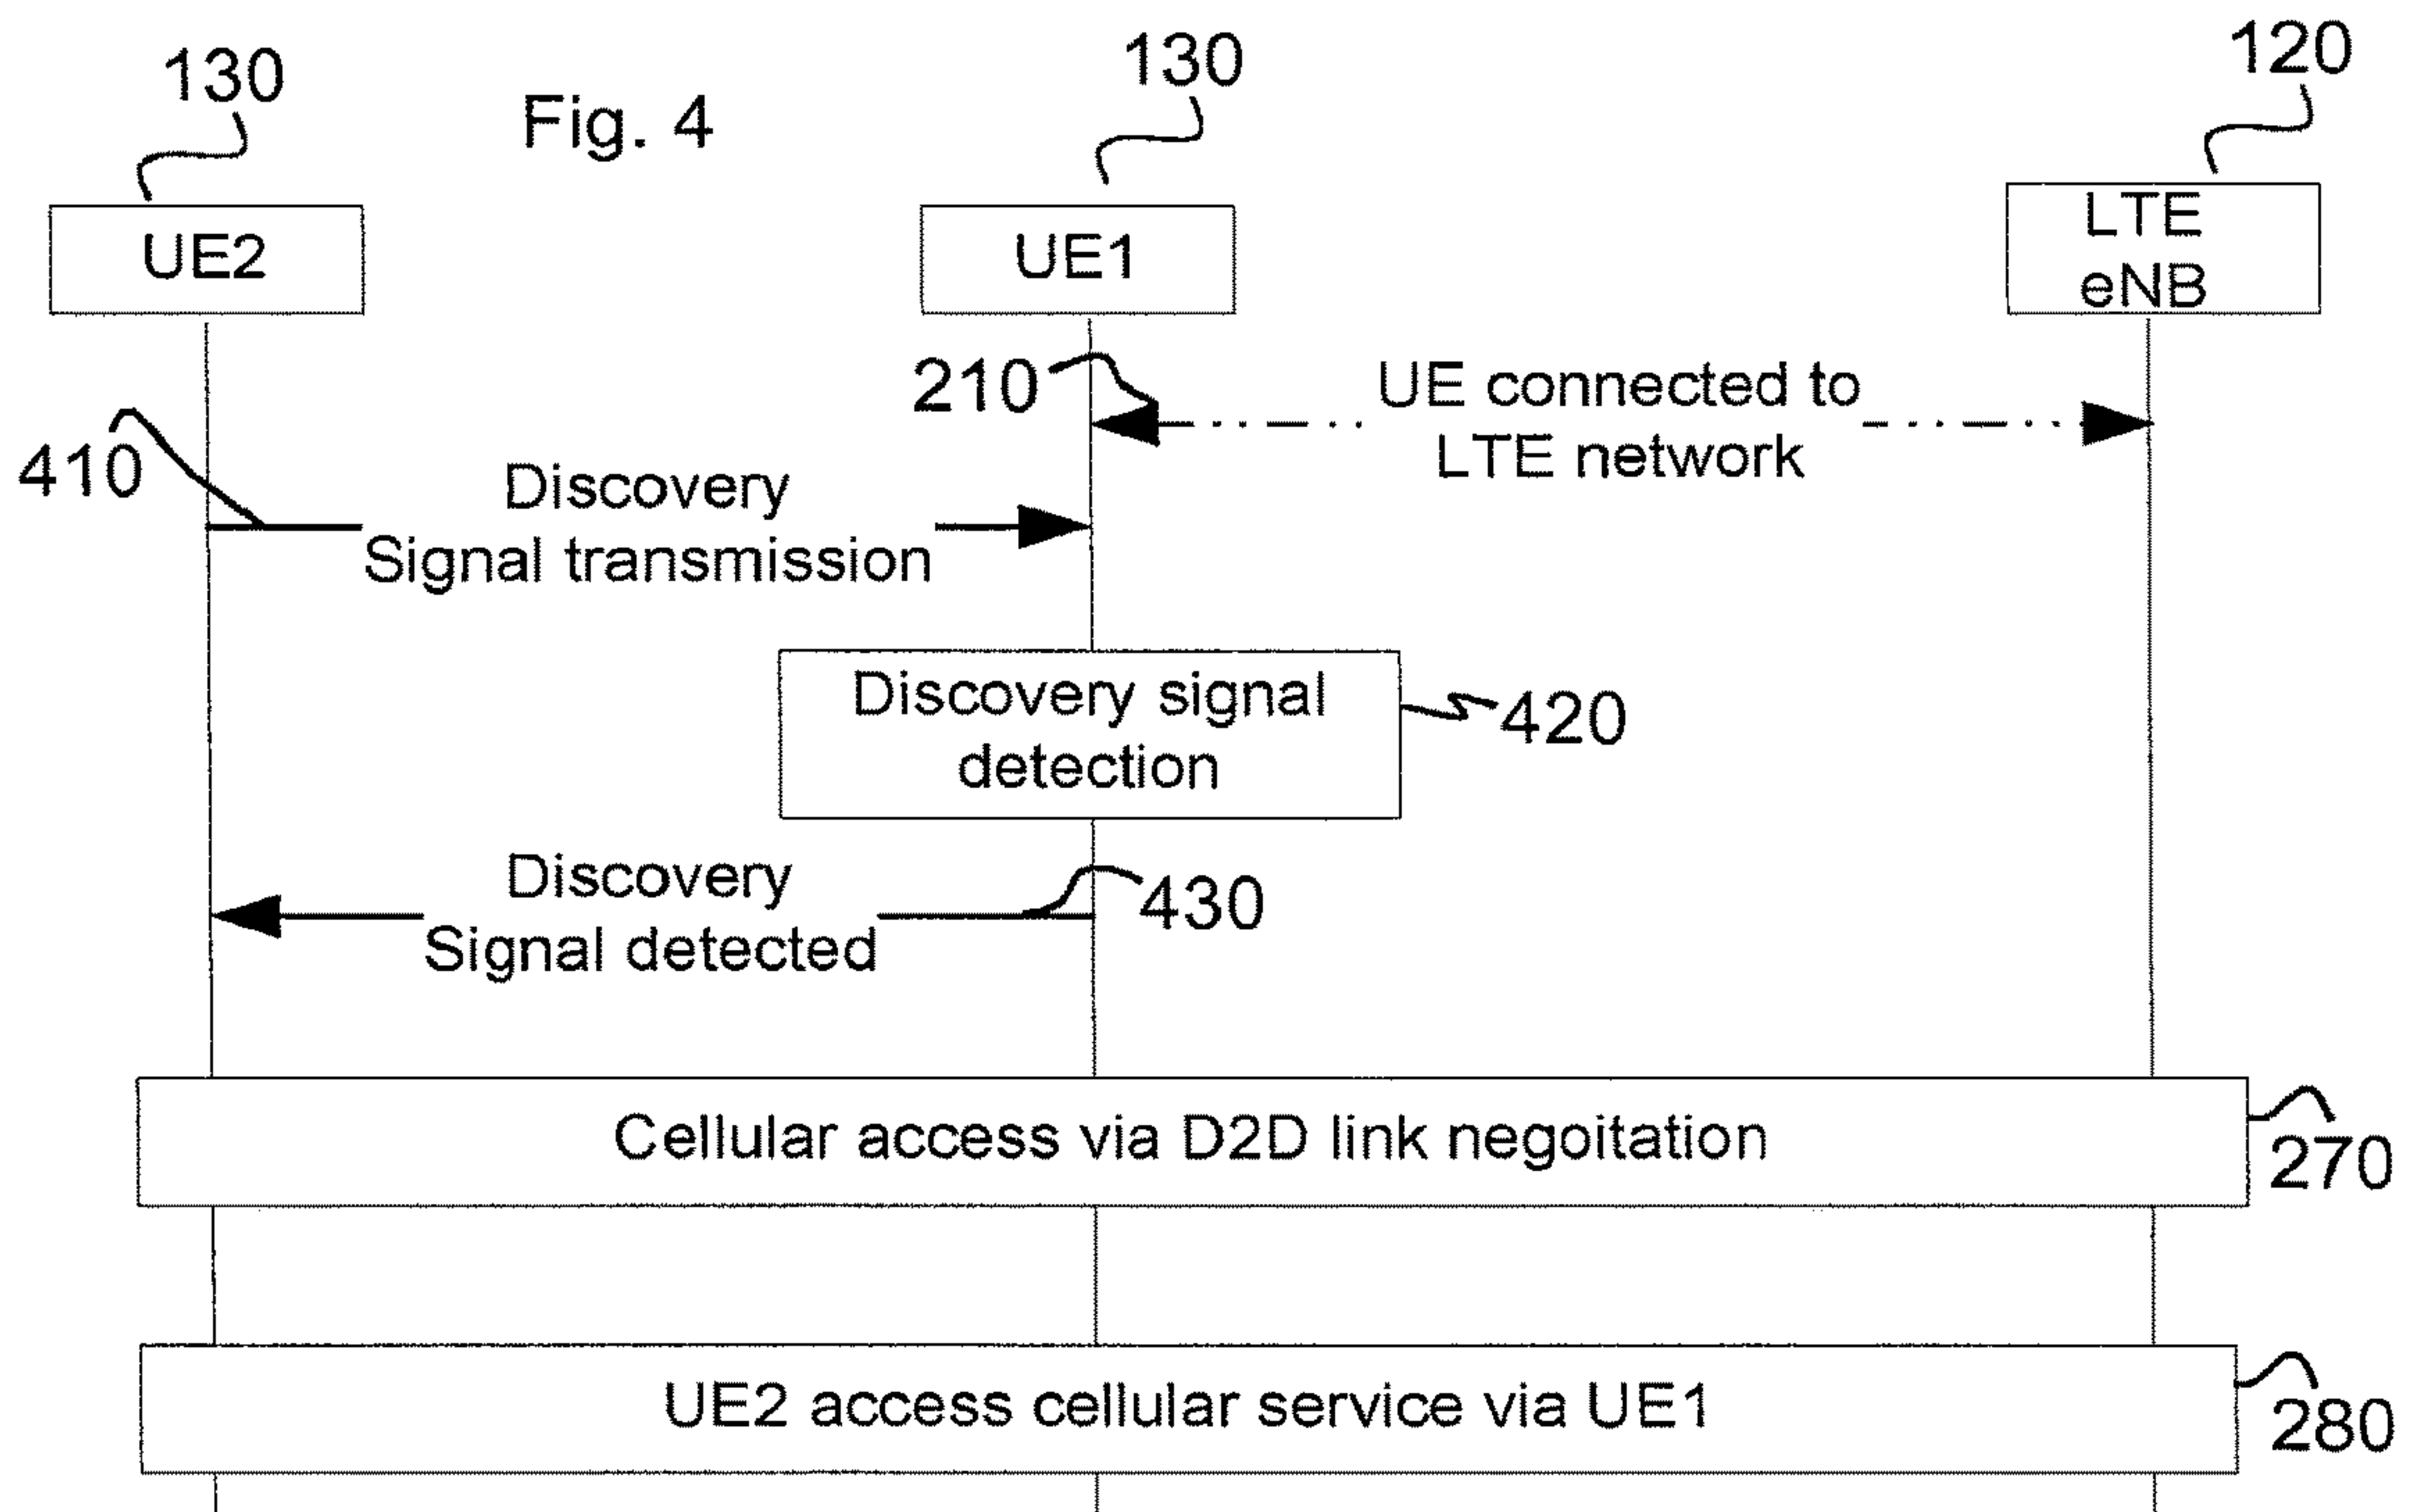 130
Fig. 4
130
120
UE2
UE1
LTE
eNB
210
UE connected to
LTE network
410
Discovery
Signal transmission
Discovery signal
detection
420
Discovery
Signal detected
430
Cellular access via D2D link negoitation
270
UE2 access cellular service via UE1
280